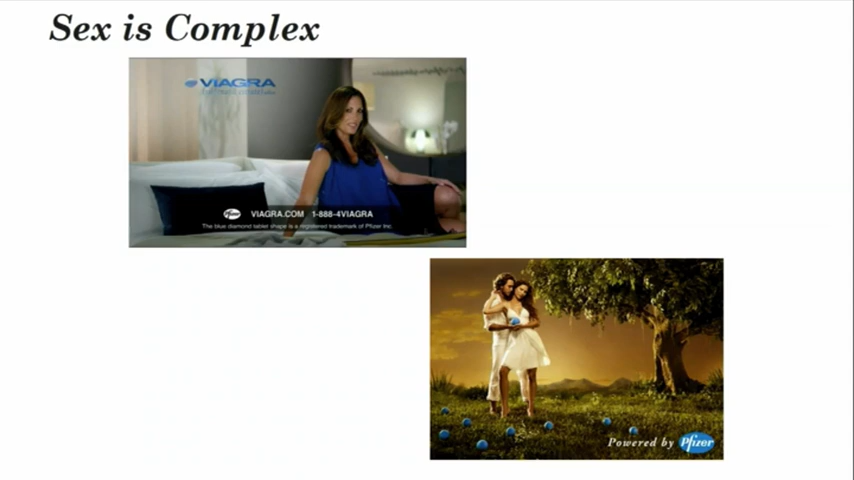 Sex is Complex
VIAGRA
Pfizer VIAGRA.COM 1-888-4VIAGRA
The blue diamond tablet shape is a registered trademark of Pfizer Inc.
Powered by Pfizer